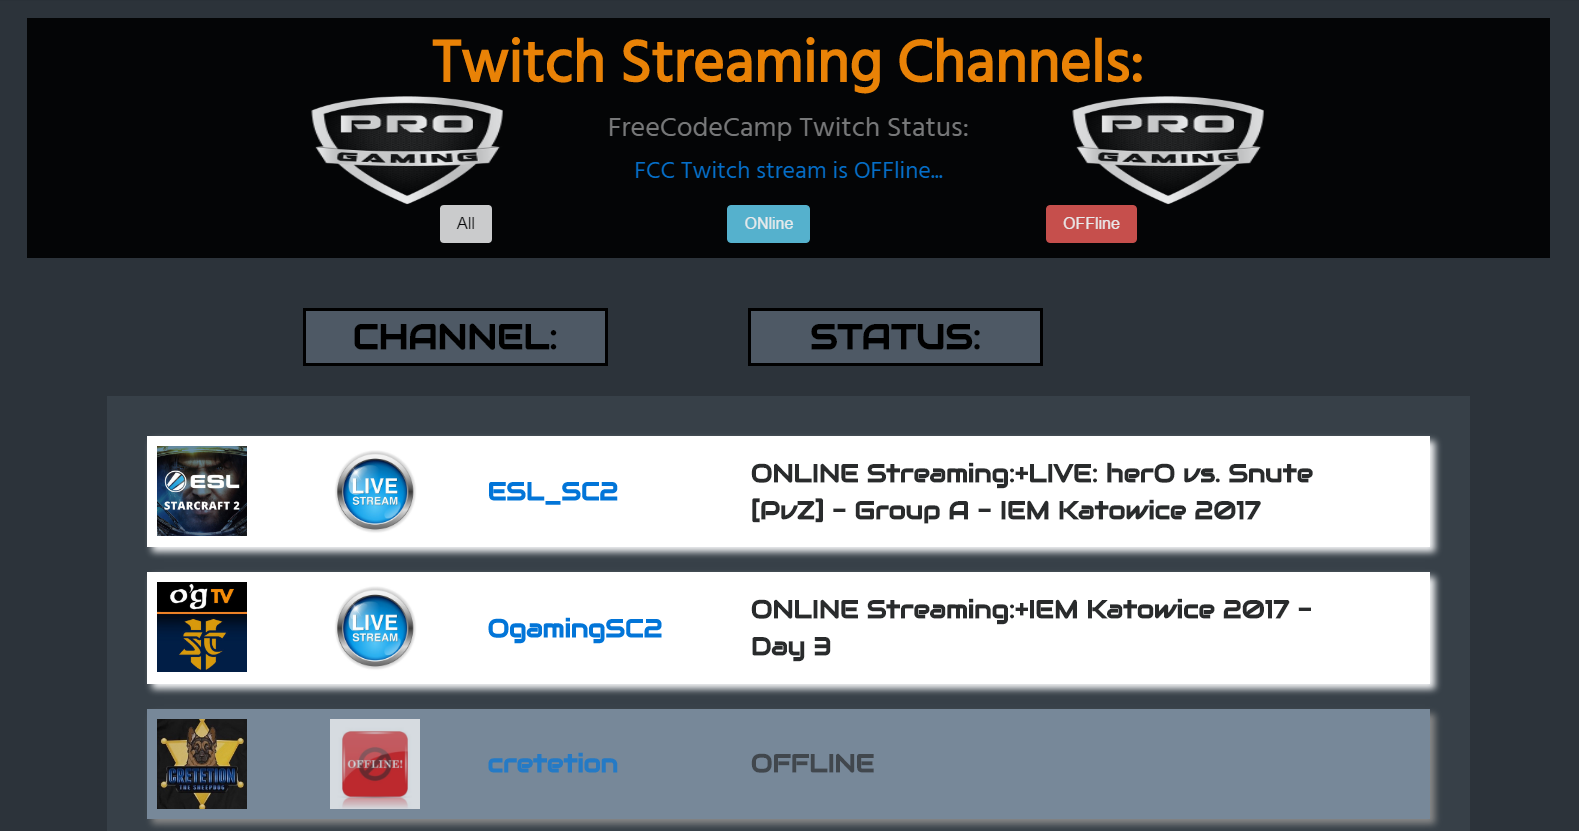 Twitch Streaming Channels:
PRO
GAMING
FreeCodeCamp Twitch Status:
FCC Twitch stream is OFFline...
PRO
GAMING
All
ONline
OFFline
CHANNEL:
STATUS:
ESL
STARCRAFT 2
LIVE
STREAM
ESL_SC2
ONLINE Streaming:+LIVE: herO vs. Snute
[PvZ] - Group A - IEM Katowice 2017
O'G TV
LIVE
STREAM
OgamingSC2
ONLINE Streaming:+IEM Katowice 2017 -
Day 3
CRETETION
THE SHEEPDOG
OFFLINE!
cretetion
OFFLINE